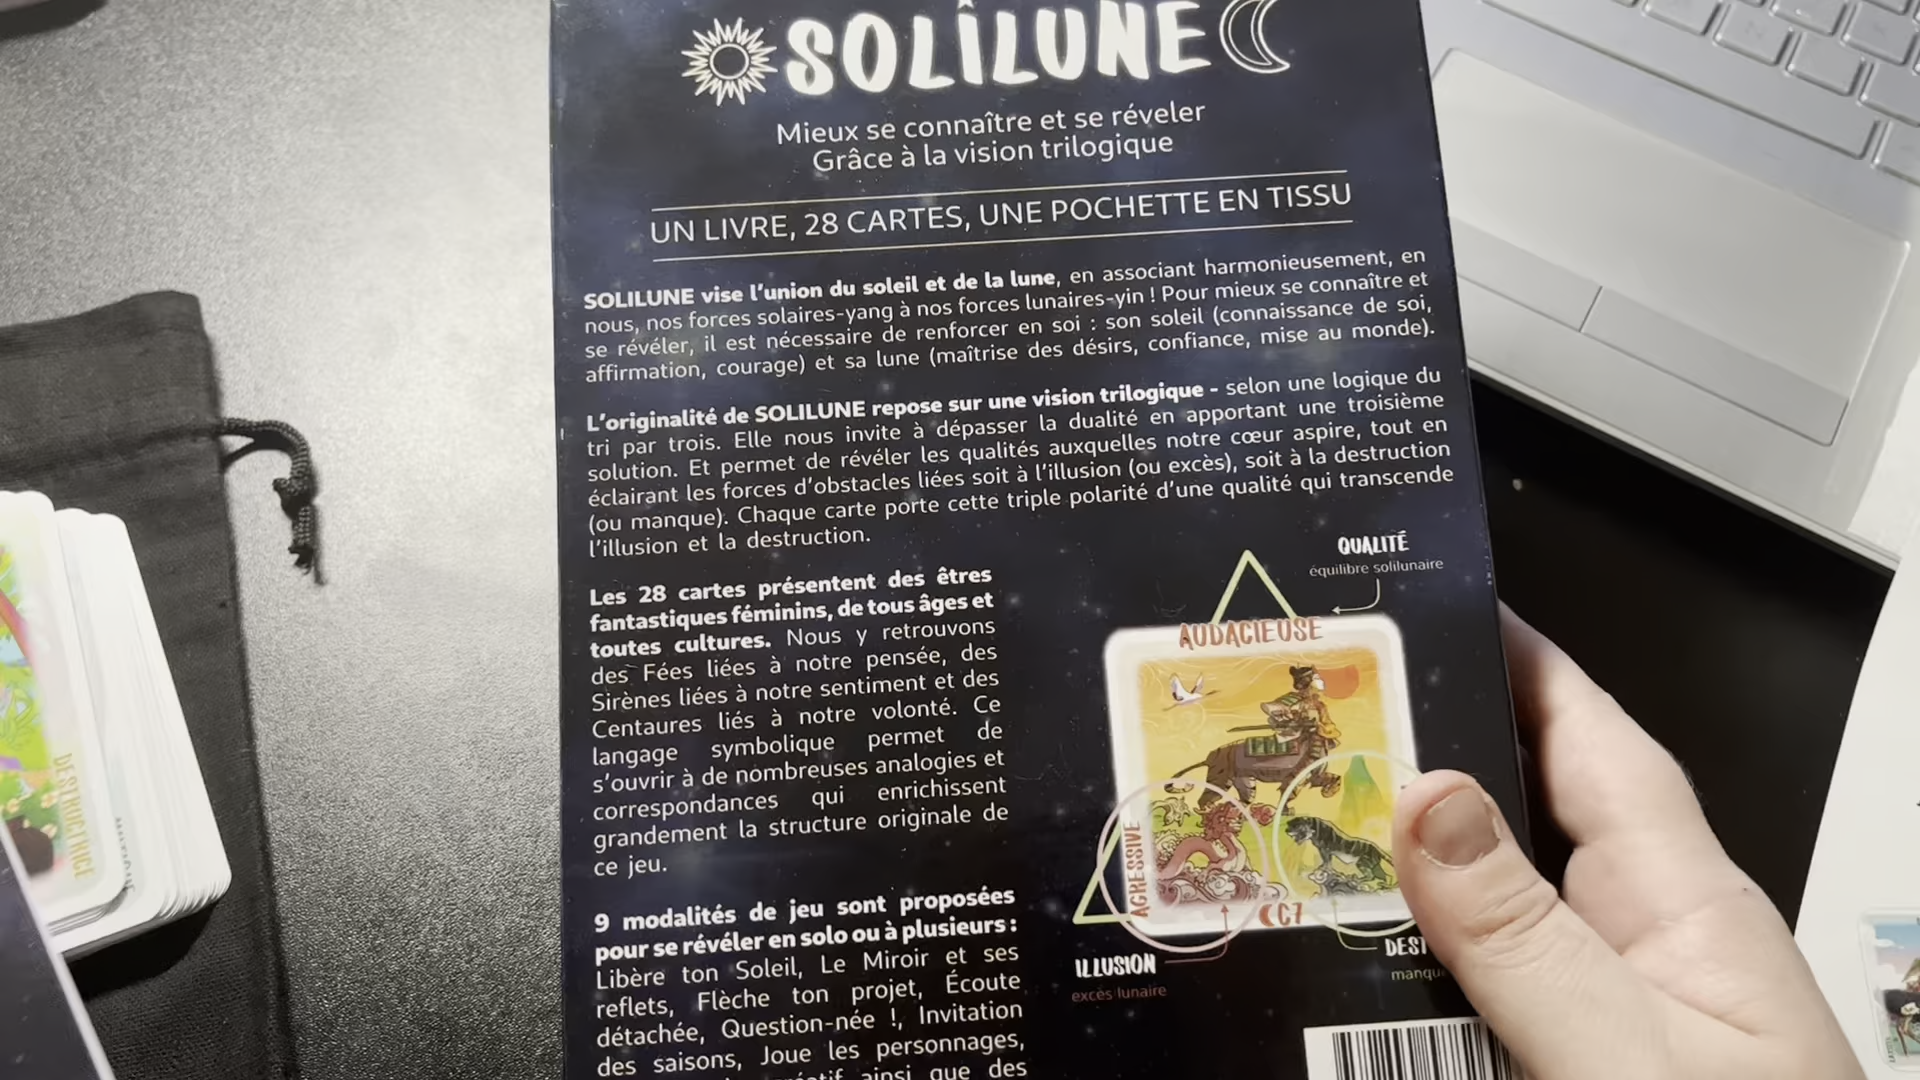 SOLÎLUNE
Mieux se connaître et se réveler
Grâce à la vision trilogique
UN LIVRE, 28 CARTES, UNE POCHETTE EN TISSU
SOLILUNE vise l'union du soleil et de la lune, en associant harmonieusement, en
nous, nos forces solaires-yang à nos forces lunaires-yin ! Pour mieux se connaître et
se révéler, il est nécessaire de renforcer en soi : son soleil (connaissance de soi,
affirmation, courage) et sa lune (maîtrise des désirs, confiance, mise au monde).
L'originalité de SOLILUNE repose sur une vision trilogique - selon une logique du
tri par trois. Elle nous invite à dépasser la dualité en apportant une troisième
solution. Et permet de révéler les qualités auxquelles notre cœur aspire, tout en
éclairant les forces d'obstacles liées soit à l'illusion (ou excès), soit à la destruction
(ou manque). Chaque carte porte cette triple polarité d'une qualité qui transcende
l'illusion et la destruction.
Les 28 cartes présentent des êtres
fantastiques féminins, de tous âges et
toutes cultures. Nous y retrouvons
des Fées liées à notre pensée, des
Sirènes liées à notre sentiment et des
Centaures liés à notre volonté. Ce
langage symbolique permet de
s'ouvrir à de nombreuses analogies et
correspondances qui enrichissent
grandement la structure originale de
ce jeu.
9 modalités de jeu sont proposées
pour se révéler en solo ou à plusieurs :
Libère ton Soleil, Le Miroir et ses
reflets, Flèche ton projet, Écoute
détachée, Question-née !, Invitation
des saisons, Joue les personnages,
ainsi que des
QUALITÉ
équilibre solilunaire
AUDACIEUSE
AGRESSIVE
C7
ILLUSION
excès lunaire
DEST
manqu
DESTRUCTRICE